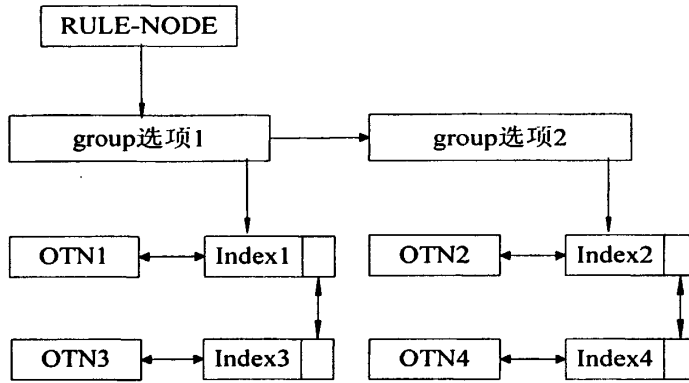 RULE-NODE
group选项1
group选项2
OTN1
Index1
OTN2
Index2
OTN3
Index3
OTN4
Index4